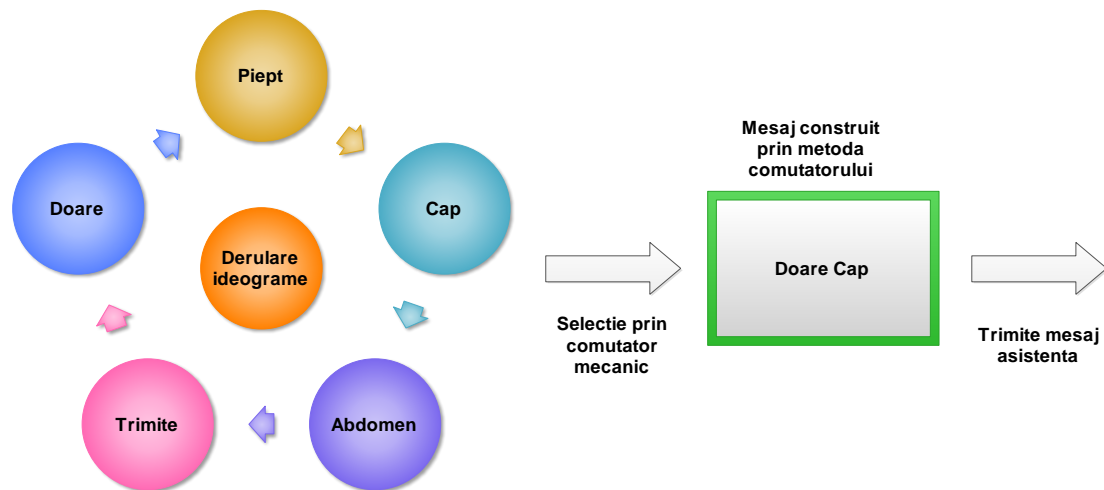 Piept
Doare
Cap
Derulare
ideograme
Trimite
Abdomen
Selectie prin
comutator
mecanic
Mesaj construit
prin metoda
comutatorului
Doare Cap
Trimite mesaj
asistenta